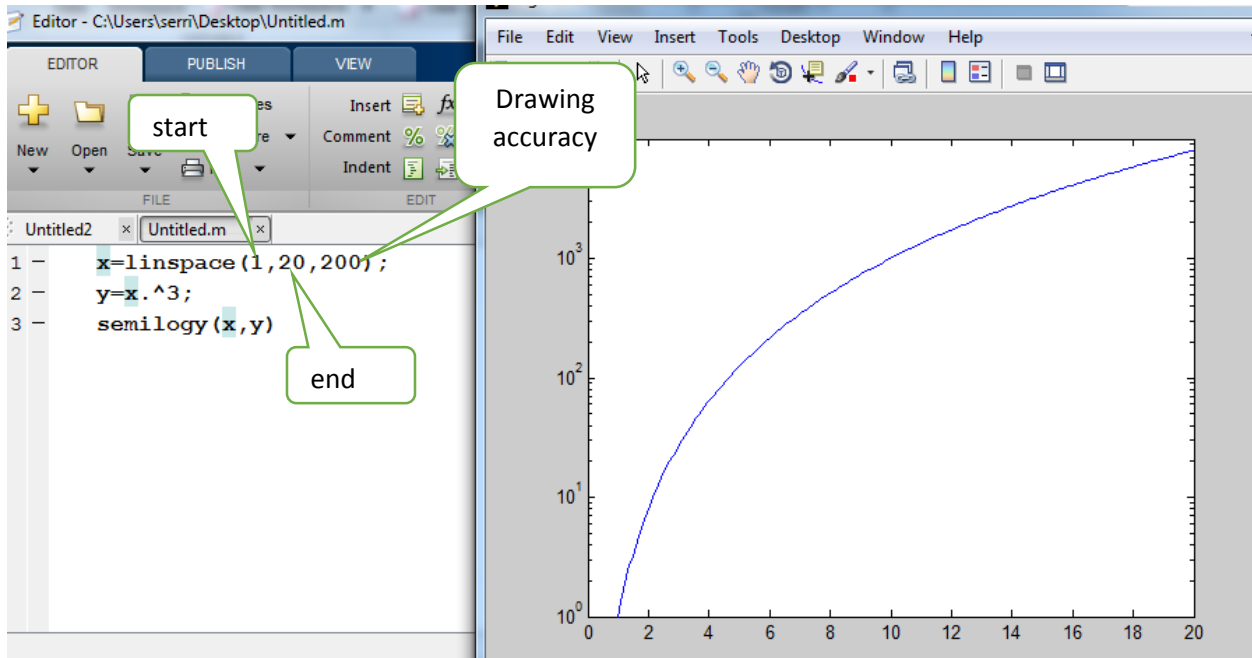 Editor - C:\Users\serri\Desktop\Untitled.m
EDITOR PUBLISH VIEW
New Open Save
Insert fx
Comment
Indent
FILE EDIT
start
Drawing
accuracy
Untitled2 × Untitled.m ×
1 - x=linspace(1,20,200);
2 - y=x.^3;
3 - semilogy(x,y)
end
File Edit View Insert Tools Desktop Window Help
10^3
10^2
10^1
10^0
0 2 4 6 8 10 12 14 16 18 20